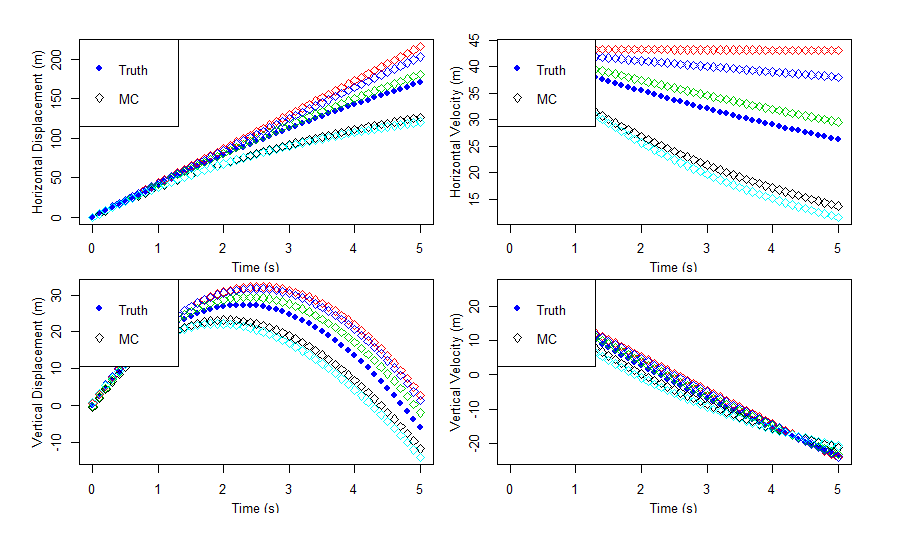 Horizontal Displacement (m)
200
150
100
50
0
Truth
MC
0 1 2 3 4 5
Time (s)
Horizontal Velocity (m)
45
40
35
30
25
20
15
Truth
MC
0 1 2 3 4 5
Time (s)
Vertical Displacement (m)
30
20
10
0
-10
Truth
MC
0 1 2 3 4 5
Time (s)
Vertical Velocity (m)
20
10
0
-10
-20
Truth
MC
0 1 2 3 4 5
Time (s)